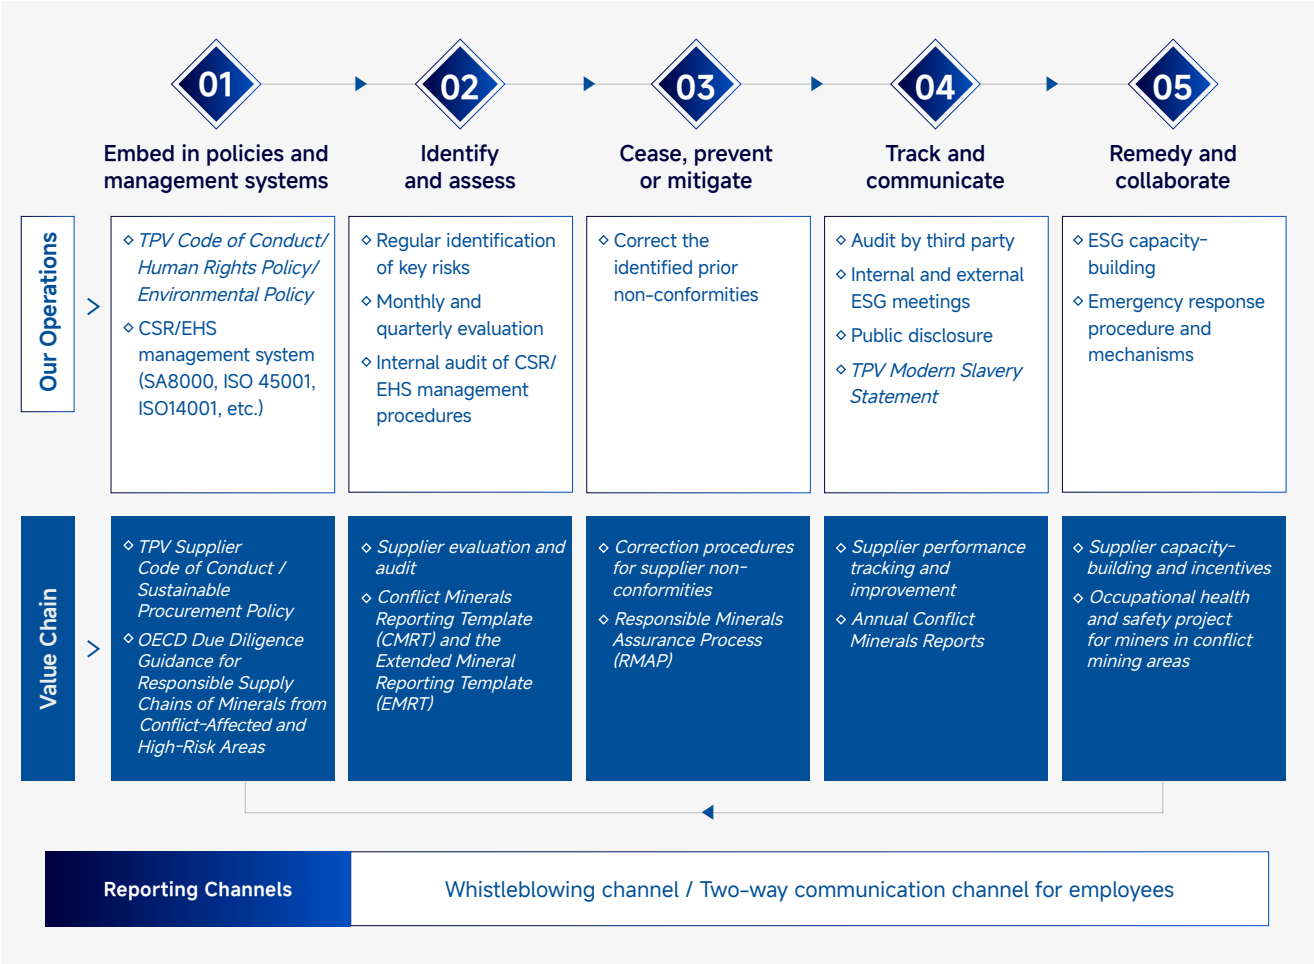 01
02
03
04
05
Embed in policies and
management systems
Identify
and assess
Cease, prevent
or mitigate
Track and
communicate
Remedy and
collaborate
Our Operations
TPV Code of Conduct/
Human Rights Policy/
Environmental Policy
CSR/EHS
management system
(SA8000, ISO 45001,
ISO14001, etc.)
Regular identification
of key risks
Monthly and
quarterly evaluation
Internal audit of CSR/
EHS management
procedures
Correct the
identified prior
non-conformities
Audit by third party
Internal and external
ESG meetings
Public disclosure
TPV Modern Slavery
Statement
ESG capacity-
building
Emergency response
procedure and
mechanisms
Value Chain
TPV Supplier
Code of Conduct /
Sustainable
Procurement Policy
OECD Due Diligence
Guidance for
Responsible Supply
Chains of Minerals from
Conflict-Affected and
High-Risk Areas
Supplier evaluation and
audit
Conflict Minerals
Reporting Template
(CMRT) and the
Extended Mineral
Reporting Template
(EMRT)
Correction procedures
for supplier non-
conformities
Responsible Minerals
Assurance Process
(RMAP)
Supplier performance
tracking and
improvement
Annual Conflict
Minerals Reports
Supplier capacity-
building and incentives
Occupational health
and safety project
for miners in conflict
mining areas
Reporting Channels
Whistleblowing channel / Two-way communication channel for employees